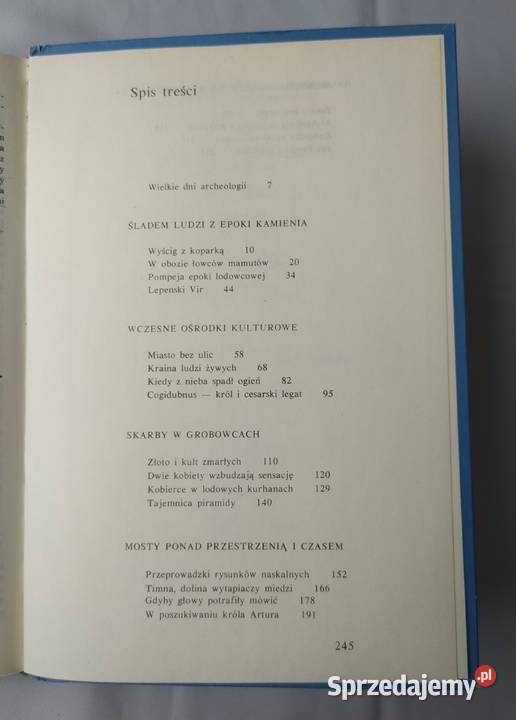 Spis treści
Wielkie dni archeologii 7
ŚLADEM LUDZI Z EPOKI KAMIENIA
Wyścig z koparką 10
W obozie łowców mamutów 20
Pompeja epoki lodowcowej 34
Lepenski Vir 44
WCZESNE OŚRODKI KULTUROWE
Miasto bez ulic 58
Kraina ludzi żywych 68
Kiedy z nieba spadł ogień 82
Cogidubnus — król i cesarski legat 95
SKARBY W GROBOWCACH
Złoto i kult zmarłych 110
Dwie kobiety wzbudzają sensację 120
Kobierce w lodowych kurhanach 129
Tajemnica piramidy 140
MOSTY PONAD PRZESTRZENIĄ I CZASEM
Przeprowadzki rysunków naskalnych 152
Timna, dolina wytapiaczy miedzi 166
Gdyby głowy potrafiły mówić 178
W poszukiwaniu króla Artura 191
245
Sprzedajemy.pl